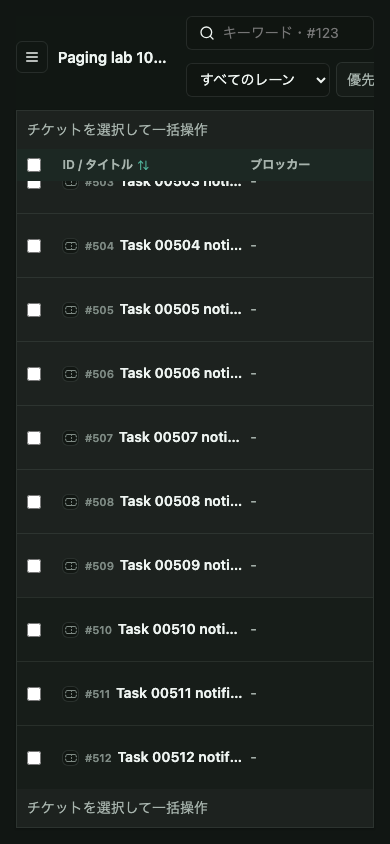 キーワード・#123
Paging lab 10...
すべてのレーン 優先
チケットを選択して一括操作
ID / タイトル ブロッカー
#503 Task 00503 noti... -
#504 Task 00504 noti... -
#505 Task 00505 noti... -
#506 Task 00506 noti... -
#507 Task 00507 noti... -
#508 Task 00508 noti... -
#509 Task 00509 noti... -
#510 Task 00510 noti... -
#511 Task 00511 notifi... -
#512 Task 00512 notif... -
チケットを選択して一括操作